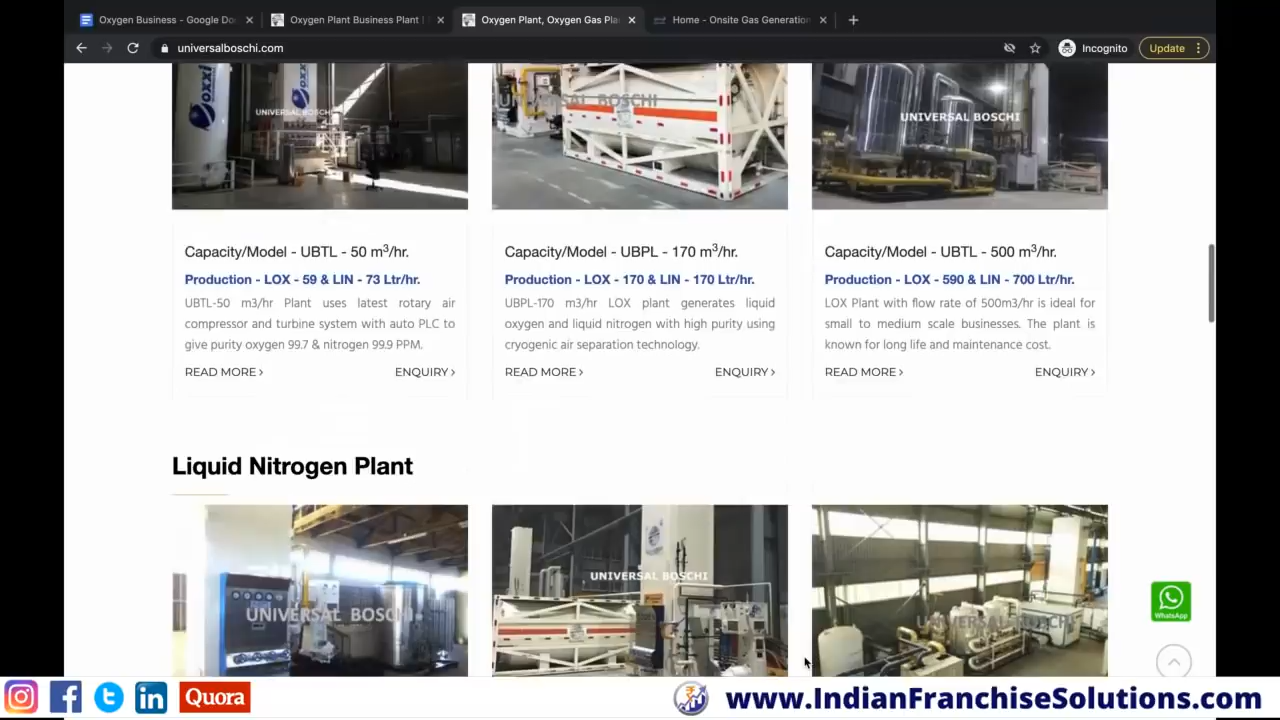 Oxygen Business - Google Do
Oxygen Plant Business Plant |
Oxygen Plant, Oxygen Gas Pla
Home - Onsite Gas Generation
universalboschi.com
Incognito
Update
OXXI
UNIVERSAL BOSCHI
UNIVERSAL BOSCHI
UNIVERSAL BOSCHI
Capacity/Model - UBTL - 50 m³/hr.
Production - LOX - 59 & LIN - 73 Ltr/hr.
UBTL-50 m3/hr Plant uses latest rotary air
compressor and turbine system with auto PLC to
give purity oxygen 99.7 & nitrogen 99.9 PPM.
READ MORE ›
ENQUIRY ›
Capacity/Model - UBPL - 170 m³/hr.
Production - LOX - 170 & LIN - 170 Ltr/hr.
UBPL-170 m3/hr LOX plant generates liquid
oxygen and liquid nitrogen with high purity using
cryogenic air separation technology.
READ MORE ›
ENQUIRY ›
Capacity/Model - UBTL - 500 m³/hr.
Production - LOX - 590 & LIN - 700 Ltr/hr.
LOX Plant with flow rate of 500m3/hr is ideal for
small to medium scale businesses. The plant is
known for long life and maintenance cost.
READ MORE ›
ENQUIRY ›
Liquid Nitrogen Plant
UNIVERSAL BOSCHI
UNIVERSAL BOSCHI
UNIVERSAL BOSCHI
WhatsApp
Quora
www.IndianFranchiseSolutions.com